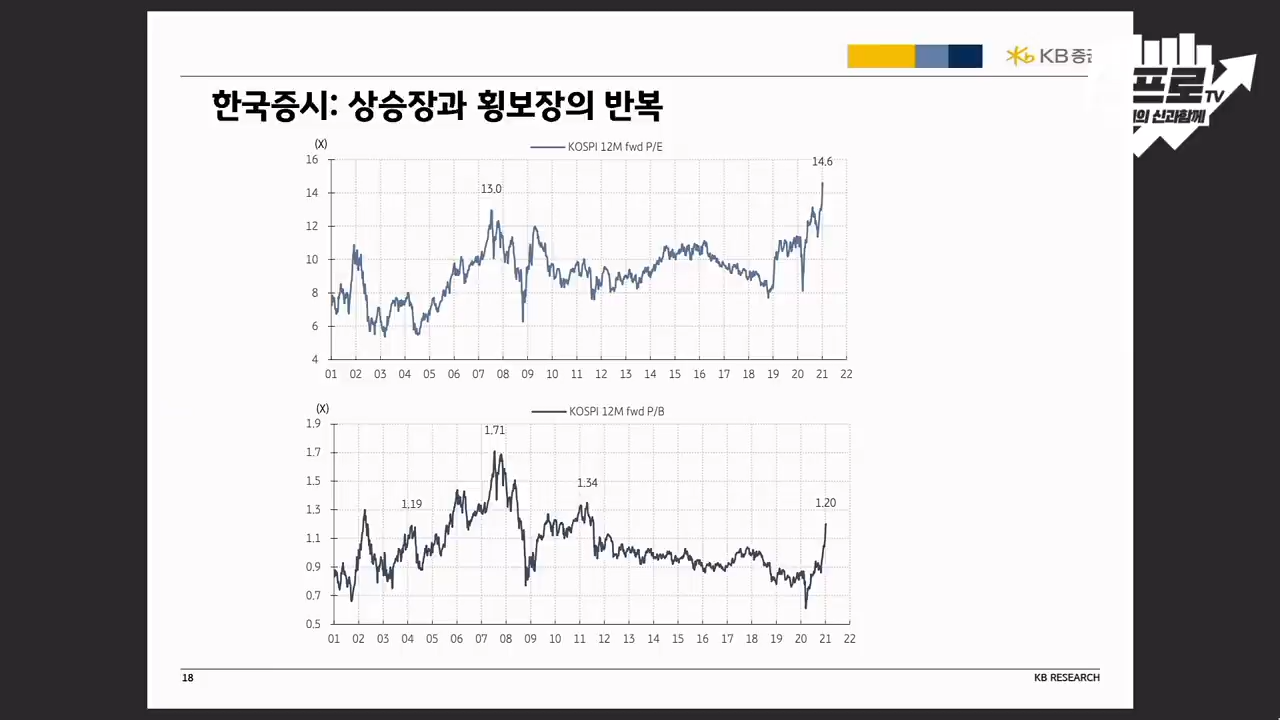 KB증
프로TV
의 신과함께
한국증시: 상승장과 횡보장의 반복
(X)
KOSPI 12M fwd P/E
16
14
12
10
8
6
4
13.0
14.6
01 02 03 04 05 06 07 08 09 10 11 12 13 14 15 16 17 18 19 20 21 22
(X)
KOSPI 12M fwd P/B
1.9
1.7
1.5
1.3
1.1
0.9
0.7
0.5
1.19
1.71
1.34
1.20
01 02 03 04 05 06 07 08 09 10 11 12 13 14 15 16 17 18 19 20 21 22
18
KB RESEARCH